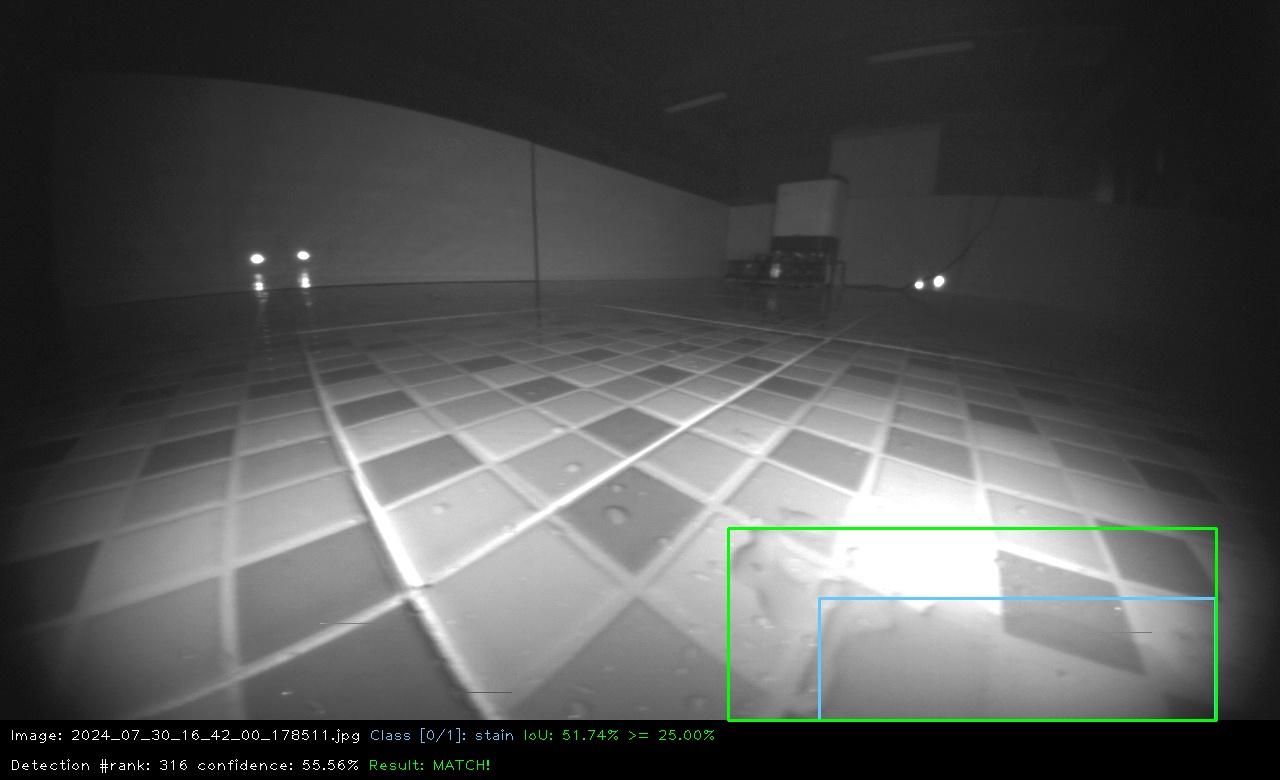 Image: 2024_07_30_16_42_00_178511.jpg Class [0/1]: stain IoU: 51.74% >= 25.00%
Detection #rank: 316 confidence: 55.56% Result: MATCH!